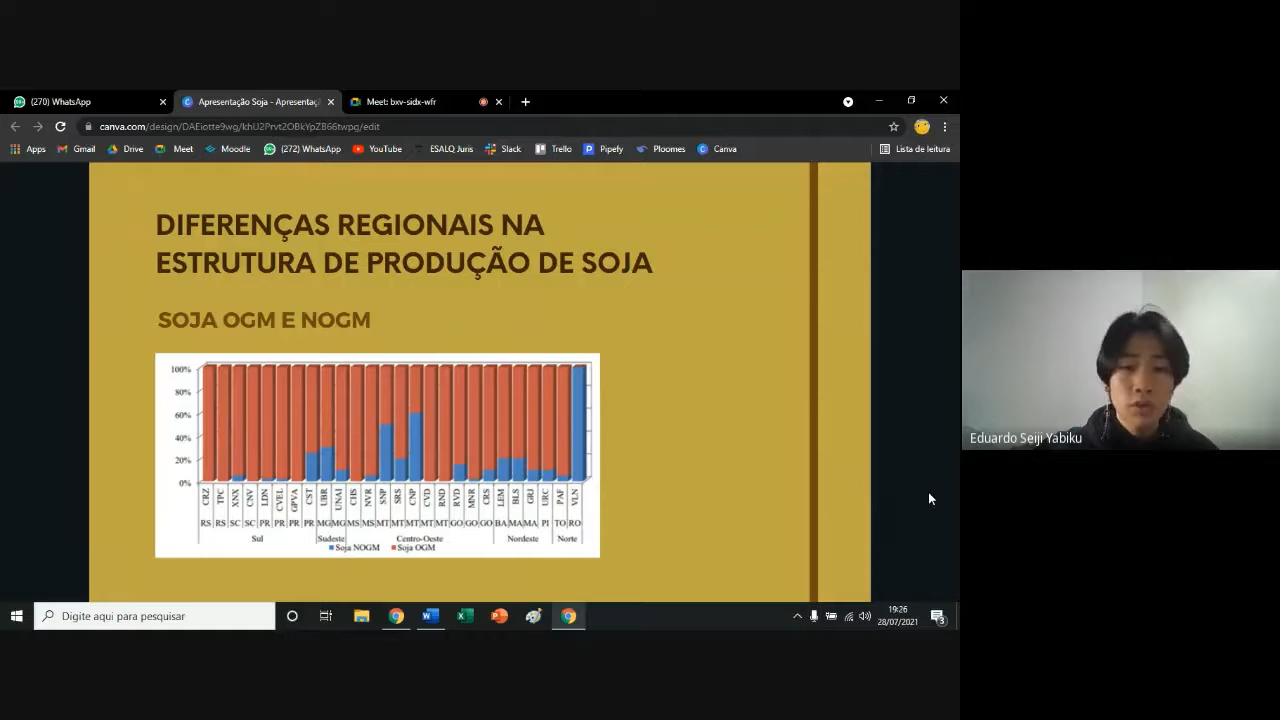 (270) WhatsApp
Apresentação Soja - Apresentaç
Meet: bxv-sidx-wfr
canva.com/design/DAEiotte9wg/khU2Prvt2OBkYpZB66twpg/edit
Apps Gmail Drive Meet Moodle (272) WhatsApp YouTube ESALQ Juris Slack Trello Pipefy Ploomes Canva Lista de leitura
DIFERENÇAS REGIONAIS NA
ESTRUTURA DE PRODUÇÃO DE SOJA
SOJA OGM E NOGM
100%
80%
60%
40%
20%
0%
CRZ TPC XNX CNV LDN CVEL GPVA CST UBR UNAI CHS NVR SNP SRS CNP CVD RND RVD MNR CRS LEM BLS GRJ URC PAF VLN
RS RS SC SC PR PR PR PR MG MG MS MS MT MT MT MT MT GO GO GO BA MA MA PI TO RO
Sul Sudeste Centro-Oeste Nordeste Norte
Soja NOGM Soja OGM
Eduardo Seiji Yabiku
Digite aqui para pesquisar
19:26
28/07/2021
3